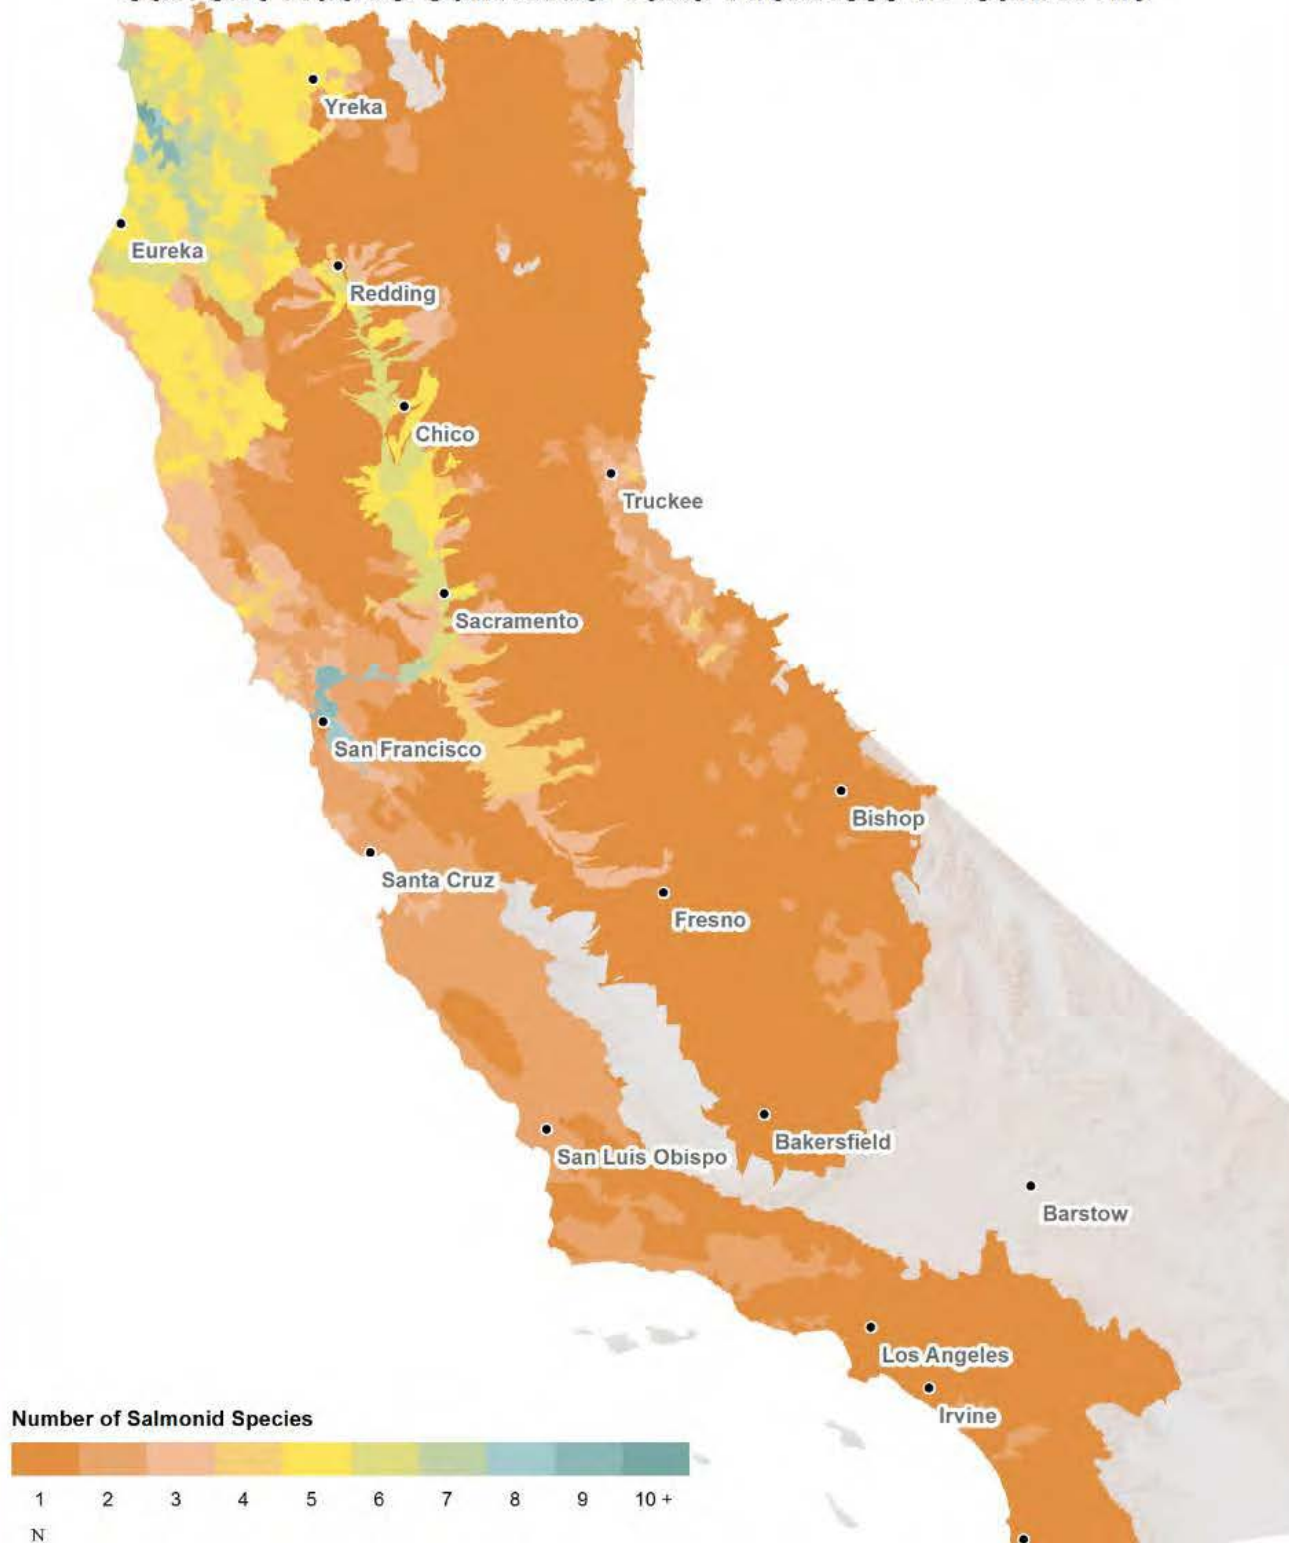 Yreka
Eureka
Redding
Chico
Truckee
Sacramento
San Francisco
Bishop
Santa Cruz
Fresno
Bakersfield
San Luis Obispo
Barstow
Los Angeles
Irvine
Number of Salmonid Species
1 2 3 4 5 6 7 8 9 10 +
N